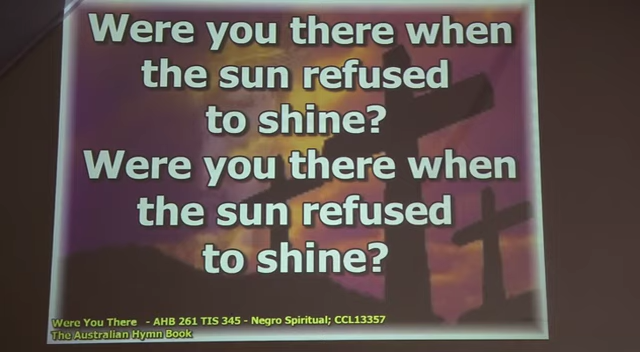 Were you there when
the sun refused
to shine?
Were you there when
the sun refused
to shine?
Were You There - AHB 261 TIS 345 - Negro Spiritual; CCL13357
The Australian Hymn Book